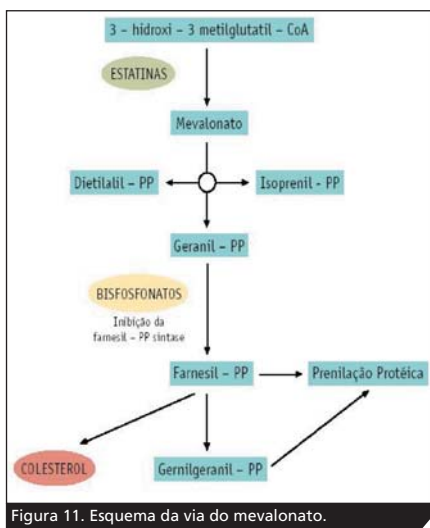 3 – hidroxi – 3 metilglutatil – CoA
ESTATINAS
Mevalonato
Dietilalil – PP
Isoprenil - PP
Geranil – PP
BISFOSFONATOS
Inibição da
farnesil – PP sintase
Farnesil – PP
Prenilação Protéica
COLESTEROL
Gernilgeranil – PP
Figura 11. Esquema da via do mevalonato.